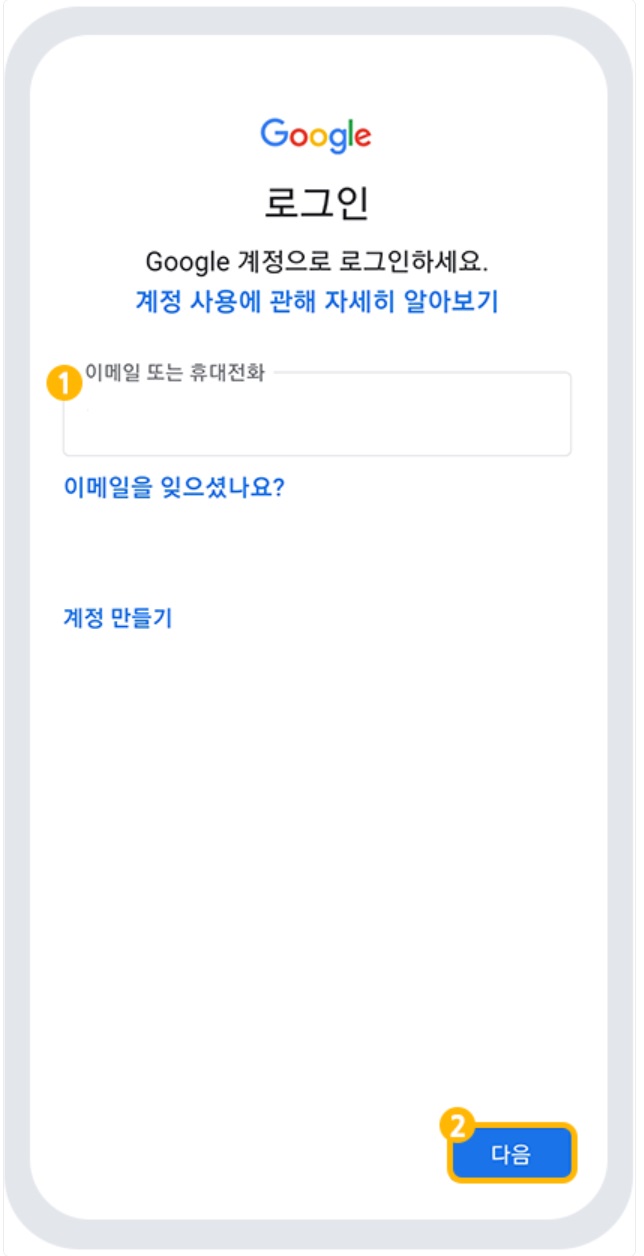 Google
로그인
Google 계정으로 로그인하세요.
계정 사용에 관해 자세히 알아보기
1 이메일 또는 휴대전화
이메일을 잊으셨나요?
계정 만들기
2
다음